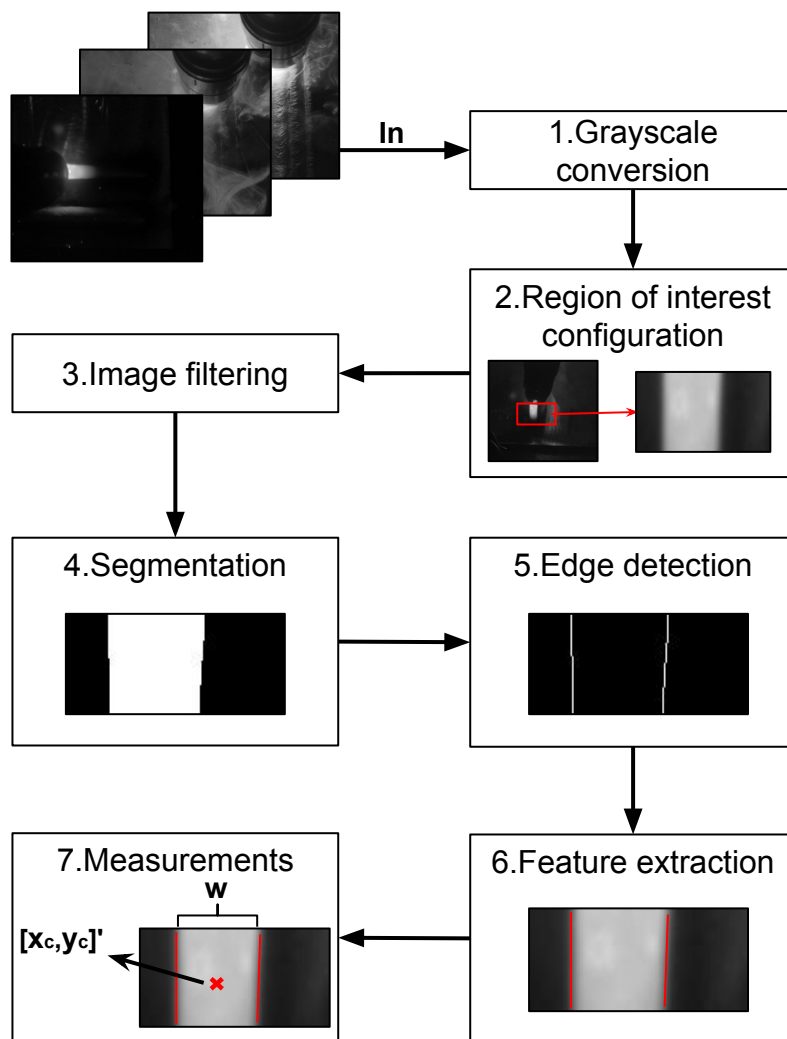 In
1.Grayscale
conversion
2.Region of interest
configuration
3.Image filtering
4.Segmentation
5.Edge detection
6.Feature extraction
7.Measurements
w
[xc,yc]'